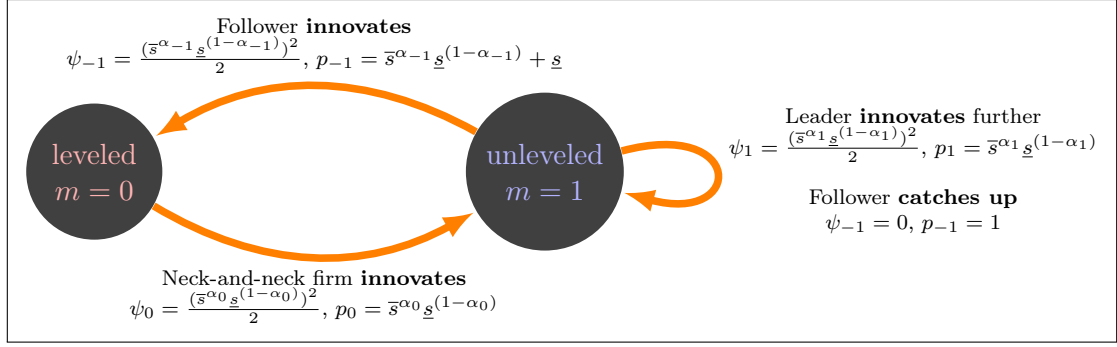 Follower innovates
ψ₋₁ = (s̅^{α₋₁}s̲^{(1−α₋₁)})²/2, p₋₁ = s̅^{α₋₁}s̲^{(1−α₋₁)} + s̲
leveled
m = 0
unleveled
m = 1
Leader innovates further
ψ₁ = (s̅^{α₁}s̲^{(1−α₁)})²/2, p₁ = s̅^{α₁}s̲^{(1−α₁)}
Follower catches up
ψ₋₁ = 0, p₋₁ = 1
Neck-and-neck firm innovates
ψ₀ = (s̅^{α₀}s̲^{(1−α₀)})²/2, p₀ = s̅^{α₀}s̲^{(1−α₀)}